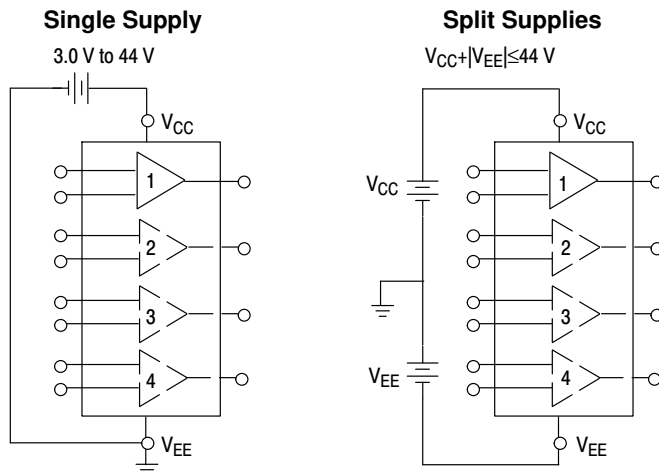 Single Supply
3.0 V to 44 V
VCC
1
2
3
4
VEE
Split Supplies
VCC+|VEE|≤44 V
VCC
VCC
1
2
3
VEE
4
VEE